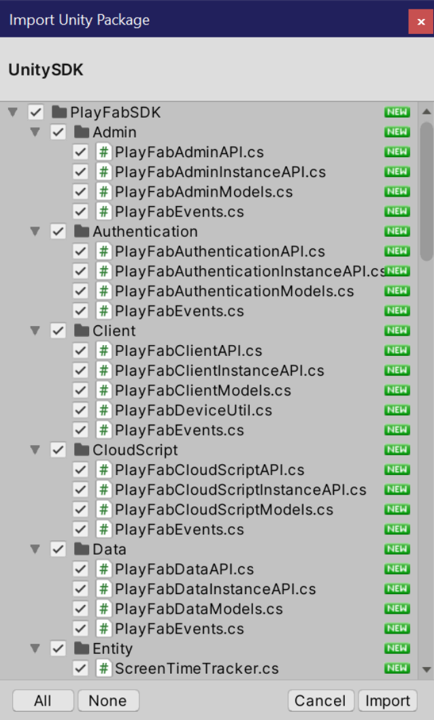 Import Unity Package
UnitySDK
PlayFabSDK NEW
Admin NEW
PlayFabAdminAPI.cs NEW
PlayFabAdminInstanceAPI.cs NEW
PlayFabAdminModels.cs NEW
PlayFabEvents.cs NEW
Authentication NEW
PlayFabAuthenticationAPI.cs NEW
PlayFabAuthenticationInstanceAPI.cs NEW
PlayFabAuthenticationModels.cs NEW
PlayFabEvents.cs NEW
Client NEW
PlayFabClientAPI.cs NEW
PlayFabClientInstanceAPI.cs NEW
PlayFabClientModels.cs NEW
PlayFabDeviceUtil.cs NEW
PlayFabEvents.cs NEW
CloudScript NEW
PlayFabCloudScriptAPI.cs NEW
PlayFabCloudScriptInstanceAPI.cs NEW
PlayFabCloudScriptModels.cs NEW
PlayFabEvents.cs NEW
Data NEW
PlayFabDataAPI.cs NEW
PlayFabDataInstanceAPI.cs NEW
PlayFabDataModels.cs NEW
PlayFabEvents.cs NEW
Entity NEW
ScreenTimeTracker.cs NEW
All None Cancel Import